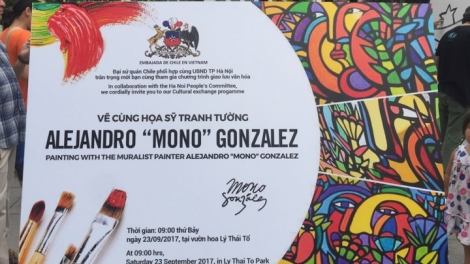 EMBAJADA DE CHILE EN VIETNAM
Đại sứ quán Chile phối hợp cùng UBND TP Hà Nội
trân trọng mời bạn cùng tham gia chương trình giao lưu văn hóa
In collaboration with the Ha Noi People's Committee,
we cordially invite you to our Cultural exchange progamme
VẼ CÙNG HỌA SỸ TRANH TƯỜNG
ALEJANDRO "MONO" GONZALEZ
PAINTING WITH THE MURALIST PAINTER ALEJANDRO "MONO" GONZALEZ
Mono
González
Thời gian: 09:00 thứ Bảy
ngày 23/09/2017, tại vườn hoa Lý Thái Tổ
At 09:00 hrs,
Saturday 23 September 2017, in Ly Thai To Park